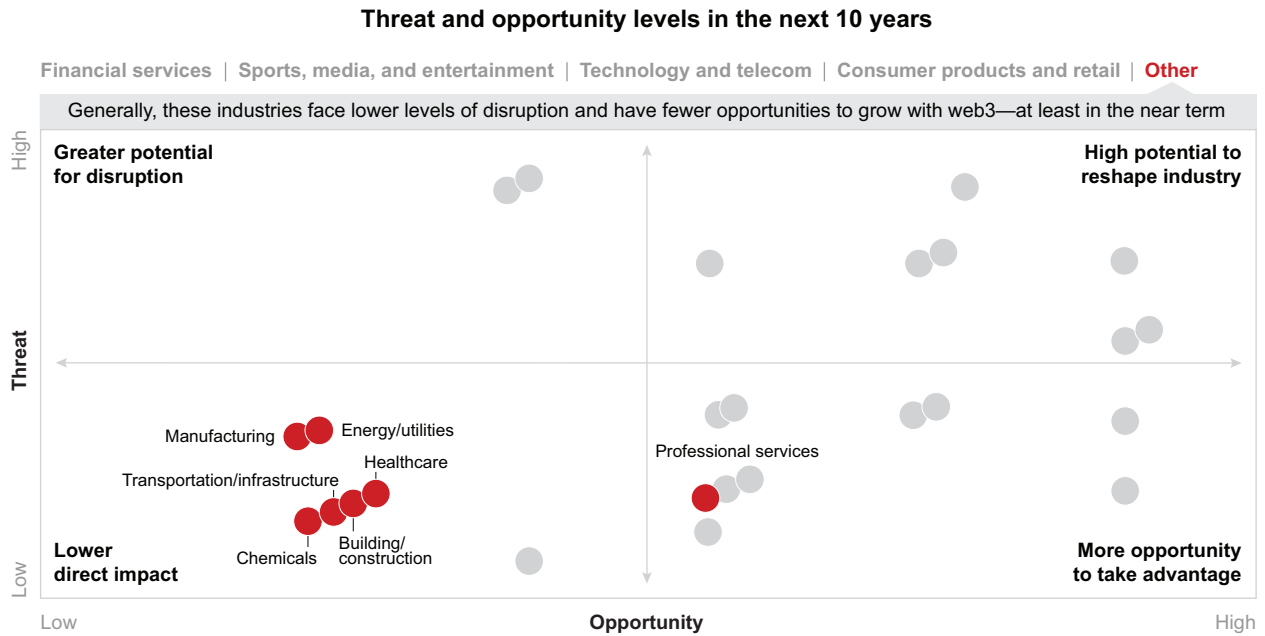 Threat and opportunity levels in the next 10 years
Financial services | Sports, media, and entertainment | Technology and telecom | Consumer products and retail | Other
Generally, these industries face lower levels of disruption and have fewer opportunities to grow with web3—at least in the near term
High
Greater potential
for disruption
High potential to
reshape industry
Threat
Manufacturing
Energy/utilities
Professional services
Healthcare
Transportation/infrastructure
Chemicals
Building/
construction
Lower
direct impact
More opportunity
to take advantage
Low
Low
Opportunity
High